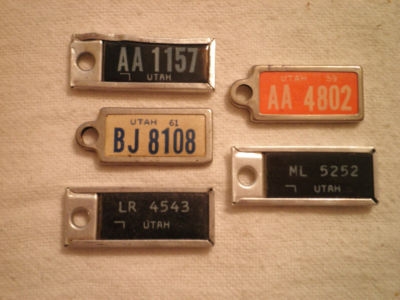 AA 1157
UTAH
UTAH 59
AA 4802
UTAH 61
BJ 8108
ML 5252
UTAH
LR 4543
UTAH